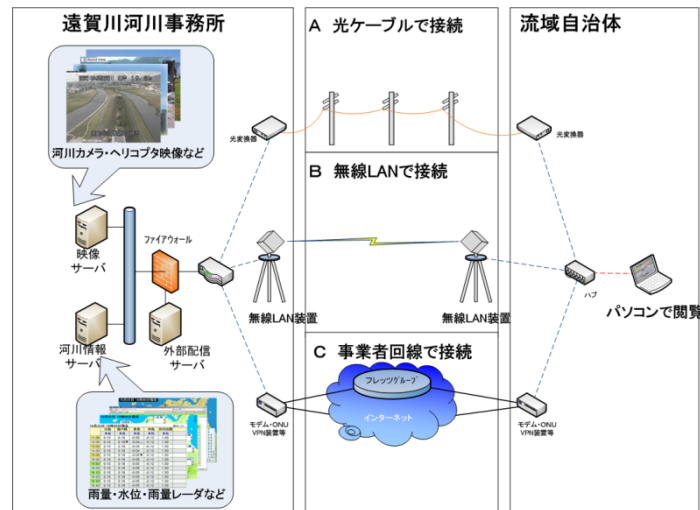 遠賀川河川事務所
A 光ケーブルで接続
流域自治体
河川カメラ・ヘリコプタ映像など
光変換器
光変換器
B 無線LANで接続
映像
サーバ
ファイアウォール
無線LAN装置
無線LAN装置
ハブ
パソコンで閲覧
河川情報
サーバ
外部配信
サーバ
C 事業者回線で接続
フレッツグループ
インターネット
モデム・ONU
VPN装置等
モデム・ONU
VPN装置等
雨量・水位・雨量レーダなど